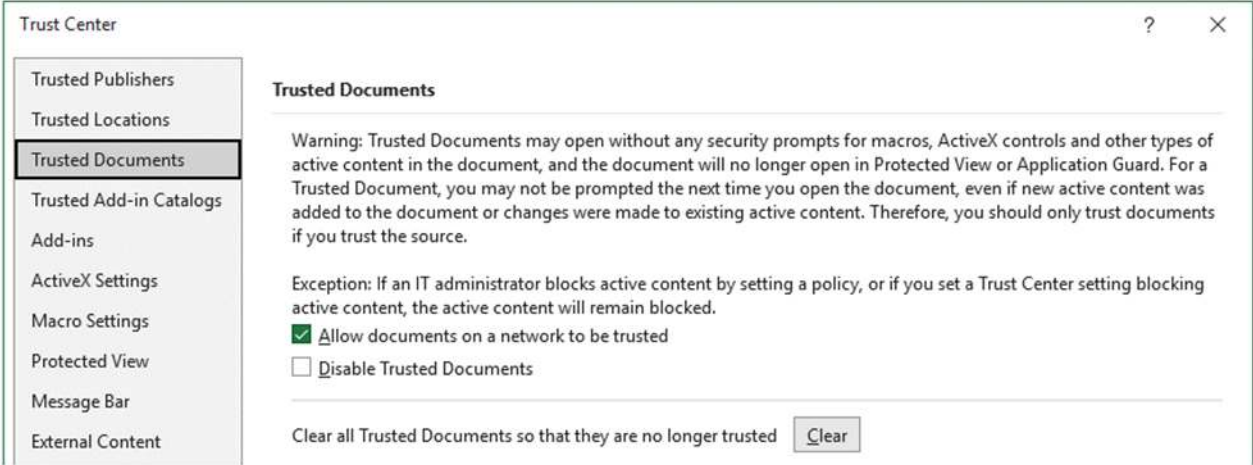 Trust Center
?
Trusted Publishers
Trusted Locations
Trusted Documents
Trusted Add-in Catalogs
Add-ins
ActiveX Settings
Macro Settings
Protected View
Message Bar
External Content
Trusted Documents
Warning: Trusted Documents may open without any security prompts for macros, ActiveX controls and other types of
active content in the document, and the document will no longer open in Protected View or Application Guard. For a
Trusted Document, you may not be prompted the next time you open the document, even if new active content was
added to the document or changes were made to existing active content. Therefore, you should only trust documents
if you trust the source.
Exception: If an IT administrator blocks active content by setting a policy, or if you set a Trust Center setting blocking
active content, the active content will remain blocked.
Allow documents on a network to be trusted
Disable Trusted Documents
Clear all Trusted Documents so that they are no longer trusted
Clear